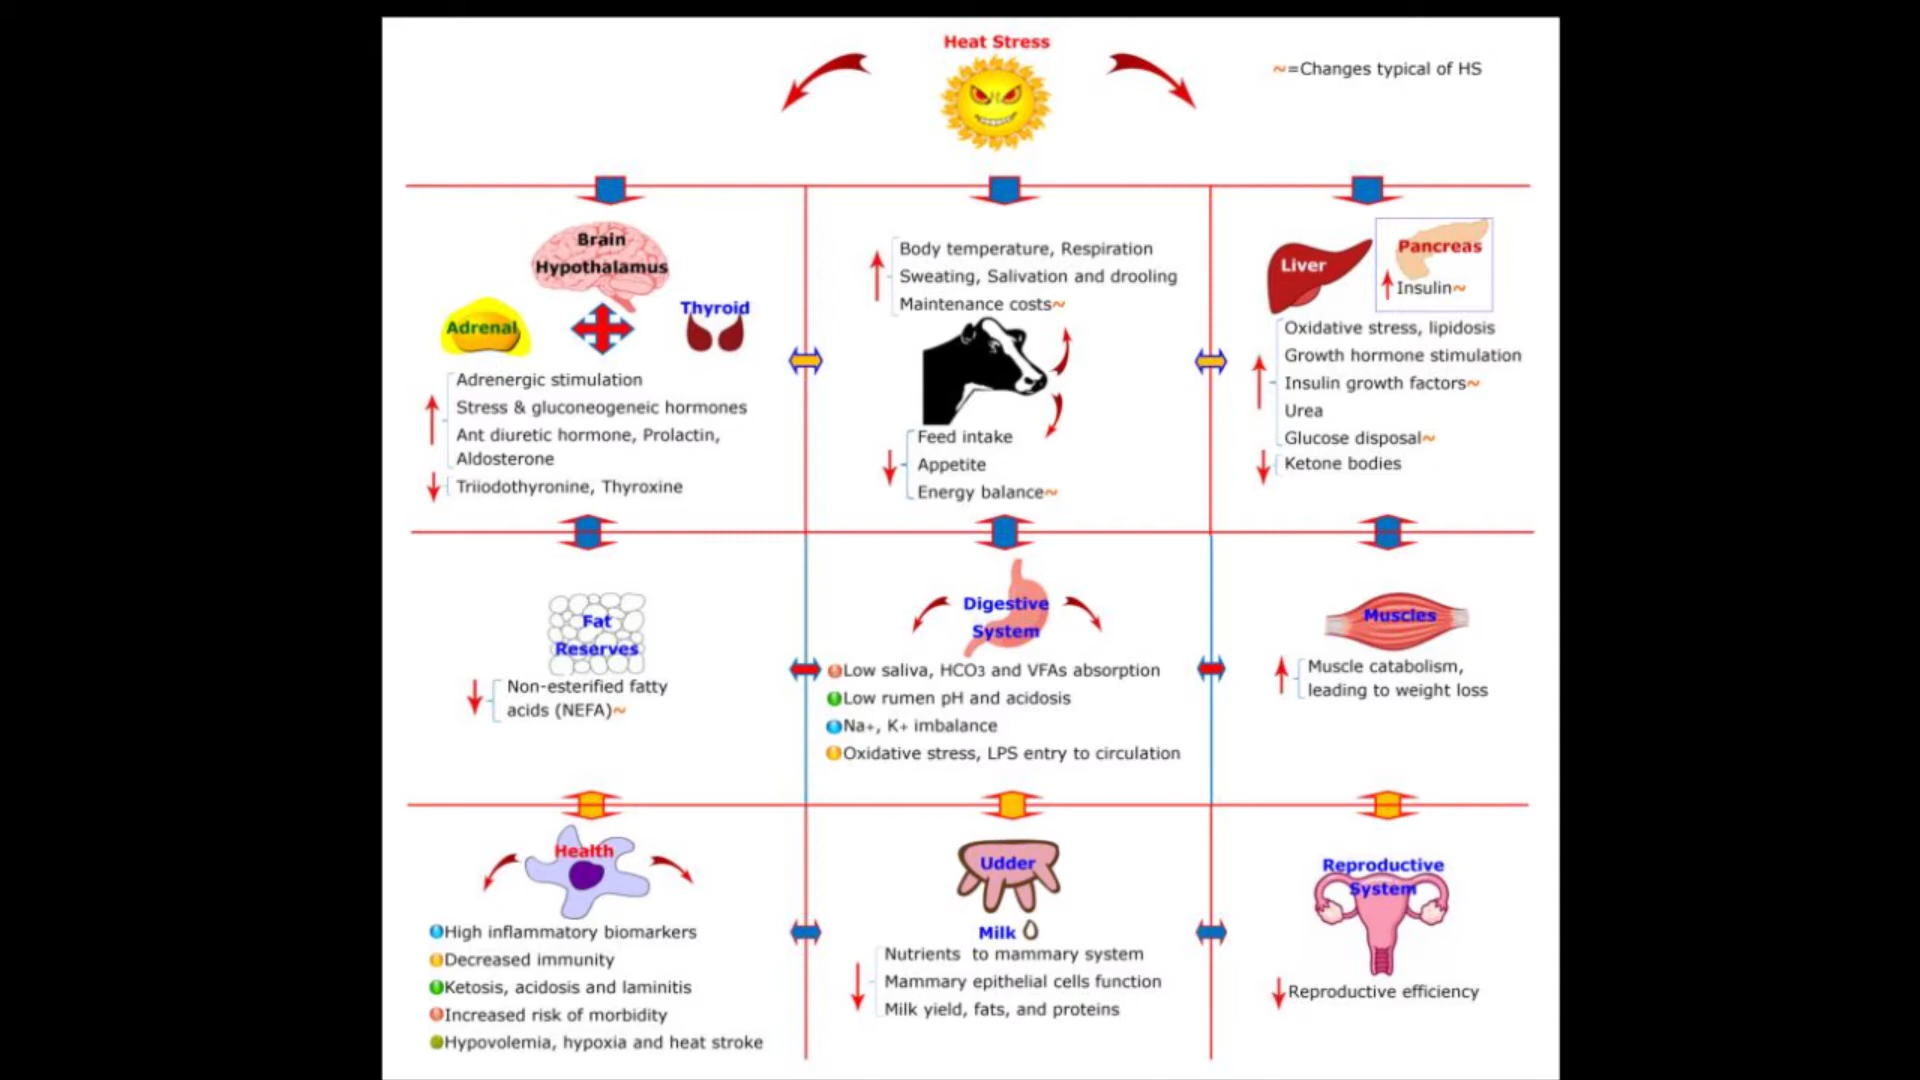 Heat Stress
~=Changes typical of HS
Brain
Hypothalamus
Adrenal
Thyroid
Adrenergic stimulation
Stress & gluconeogeneic hormones
Ant diuretic hormone, Prolactin,
Aldosterone
Triiodothyronine, Thyroxine
Body temperature, Respiration
Sweating, Salivation and drooling
Maintenance costs~
Feed intake
Appetite
Energy balance~
Liver
Pancreas
Insulin~
Oxidative stress, lipidosis
Growth hormone stimulation
Insulin growth factors~
Urea
Glucose disposal~
Ketone bodies
Fat
Reserves
Non-esterified fatty
acids (NEFA)~
Digestive
System
Low saliva, HCO3 and VFAs absorption
Low rumen pH and acidosis
Na+, K+ imbalance
Oxidative stress, LPS entry to circulation
Muscles
Muscle catabolism,
leading to weight loss
Health
High inflammatory biomarkers
Decreased immunity
Ketosis, acidosis and laminitis
Increased risk of morbidity
Hypovolemia, hypoxia and heat stroke
Udder
Milk
Nutrients to mammary system
Mammary epithelial cells function
Milk yield, fats, and proteins
Reproductive
System
Reproductive efficiency